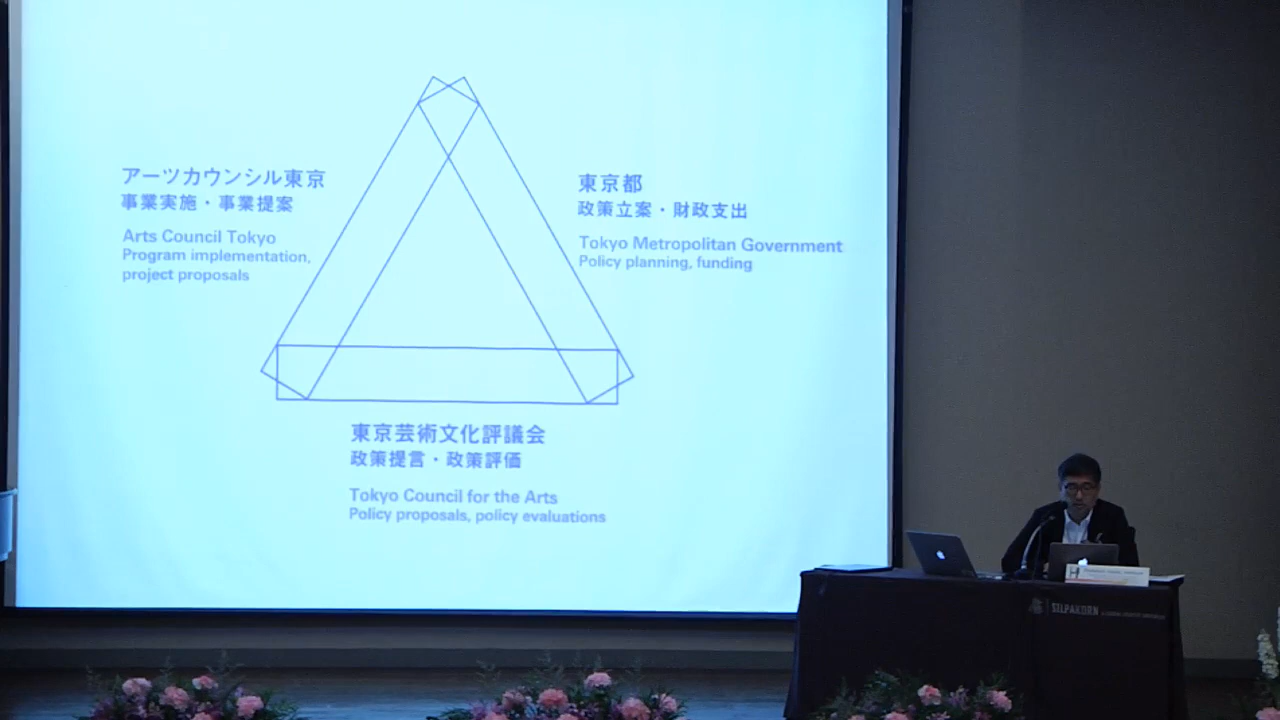 アーツカウンシル東京
事業実施・事業提案
Arts Council Tokyo
Program implementation,
project proposals
東京都
政策立案・財政支出
Tokyo Metropolitan Government
Policy planning, funding
東京芸術文化評議会
政策提言・政策評価
Tokyo Council for the Arts
Policy proposals, policy evaluations
SILPAKORN